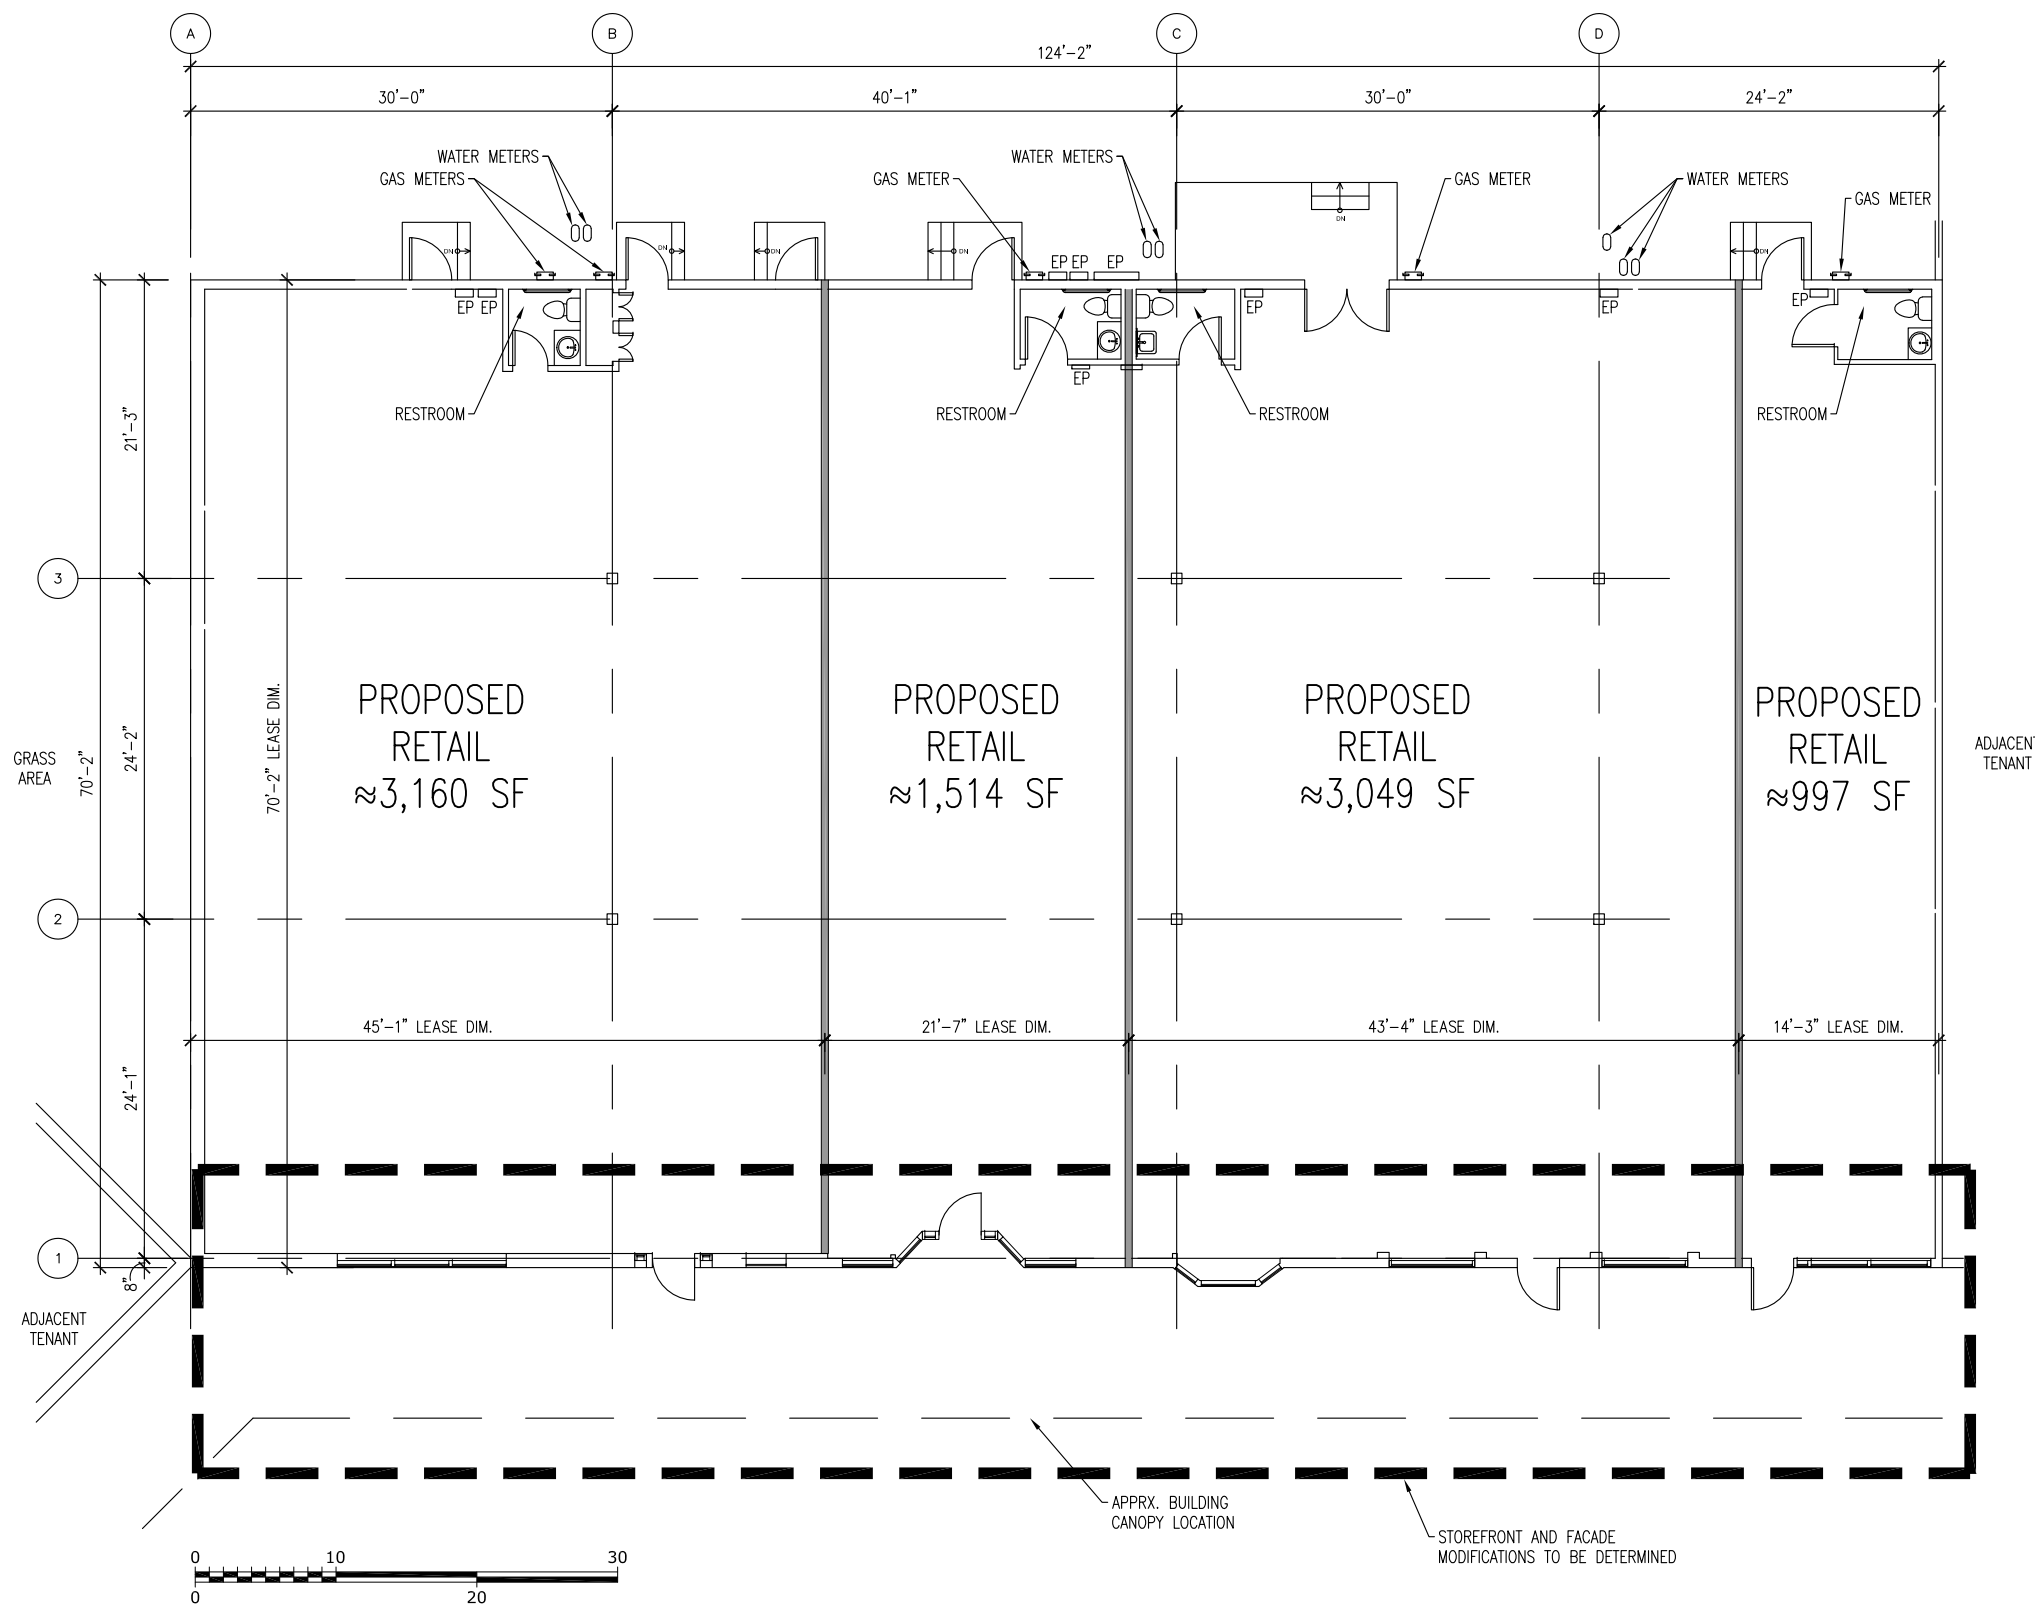 A
B
C
D
124'-2"
30'-0"
40'-1"
30'-0"
24'-2"
WATER METERS
GAS METERS
WATER METERS
GAS METER
GAS METER
WATER METERS
GAS METER
DN
DN
DN
DN
DN
DN
EP
EP
EP
EP
EP
EP
EP
EP
EP
EP
RESTROOM
RESTROOM
RESTROOM
RESTROOM
21'-3"
3
24'-2"
70'-2"
70'-2" LEASE DIM.
GRASS
AREA
PROPOSED
RETAIL
≈3,160 SF
PROPOSED
RETAIL
≈1,514 SF
PROPOSED
RETAIL
≈3,049 SF
PROPOSED
RETAIL
≈997 SF
ADJACENT
TENANT
2
45'-1" LEASE DIM.
21'-7" LEASE DIM.
43'-4" LEASE DIM.
14'-3" LEASE DIM.
24'-1"
1
8"
ADJACENT
TENANT
APPRX. BUILDING
CANOPY LOCATION
STOREFRONT AND FACADE
MODIFICATIONS TO BE DETERMINED
0
10
30
0
20